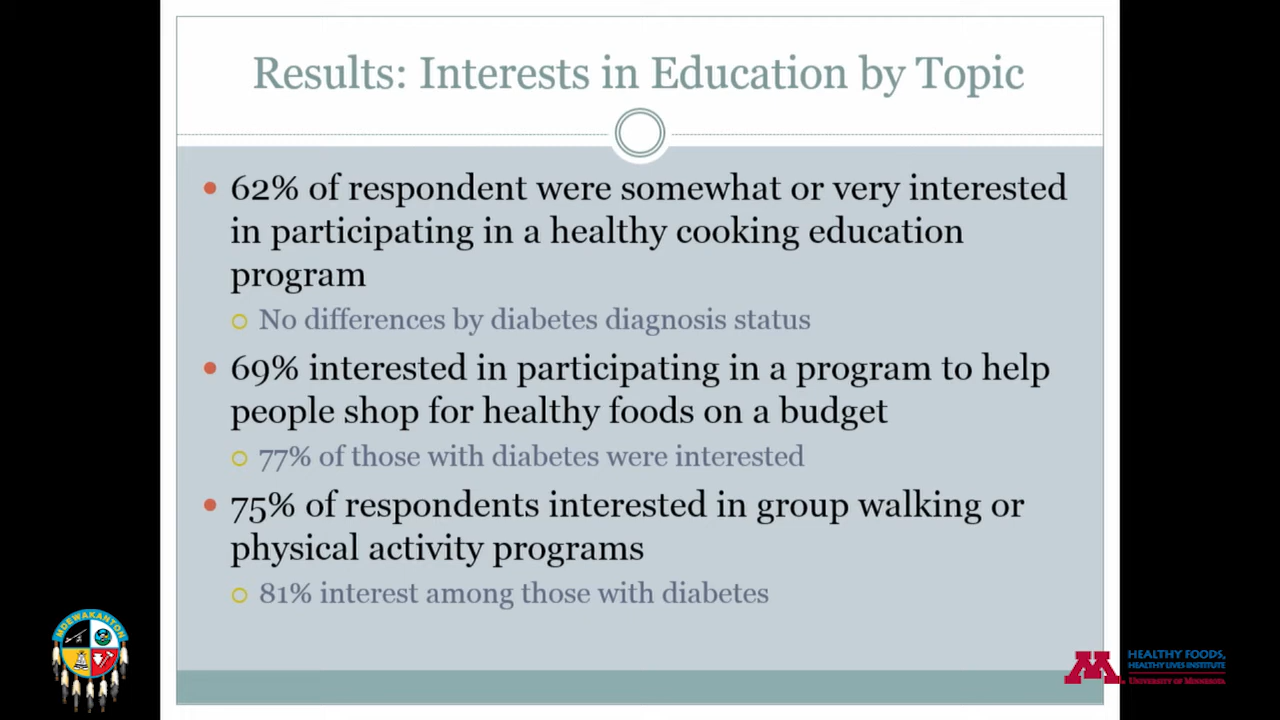 Results: Interests in Education by Topic
62% of respondent were somewhat or very interested
in participating in a healthy cooking education
program
No differences by diabetes diagnosis status
69% interested in participating in a program to help
people shop for healthy foods on a budget
77% of those with diabetes were interested
75% of respondents interested in group walking or
physical activity programs
81% interest among those with diabetes
MDEWAKANTON
M
HEALTHY FOODS,
HEALTHY LIVES INSTITUTE
UNIVERSITY OF MINNESOTA